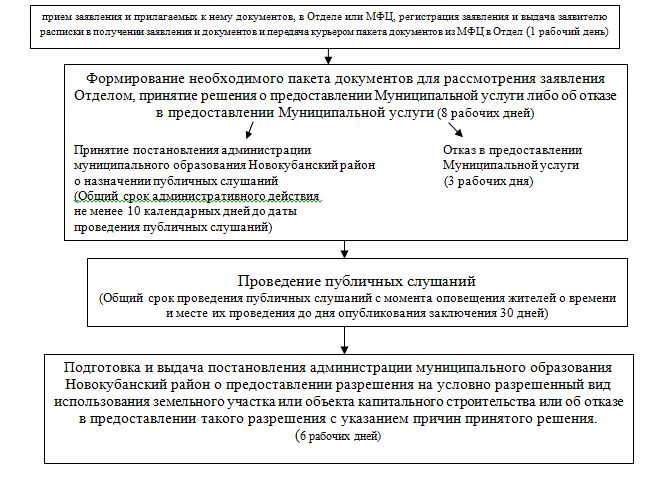 прием заявления и прилагаемых к нему документов, в Отделе или МФЦ, регистрация заявления и выдача заявителю
расписки в получении заявления и документов и передача курьером пакета документов из МФЦ в Отдел (1 рабочий день)
Формирование необходимого пакета документов для рассмотрения заявления
Отделом, принятие решения о предоставлении Муниципальной услуги либо об отказе
в предоставлении Муниципальной услуги (8 рабочих дней)
Принятие постановления администрации
муниципального образования Новокубанский район
о назначении публичных слушаний
(Общий срок административного действия
не менее 10 календарных дней до даты
проведения публичных слушаний)
Отказ в предоставлении
Муниципальной услуги
(3 рабочих дня)
Проведение публичных слушаний
(Общий срок проведения публичных слушаний с момента оповещения жителей о времени
и месте их проведения до дня опубликования заключения 30 дней)
Подготовка и выдача постановления администрации муниципального образования
Новокубанский район о предоставлении разрешения на условно разрешенный вид
использования земельного участка или объекта капитального строительства или об отказе
в предоставлении такого разрешения с указанием причин принятого решения.
(6 рабочих дней)